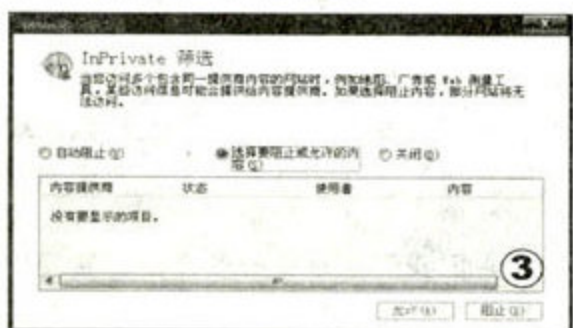 InPrivate 筛选
当您访问多个包含同一提供商内容的网站时，例如地图、广告或 Web 测量工
具，某些访问信息可能会提供给内容提供商。如果选择阻止内容，部分网站将无
法访问。
自动阻止 选择要阻止或允许的内 关闭
容
内容提供商 状态 使用者 内容
没有要显示的项目。
③
允许(A) 阻止